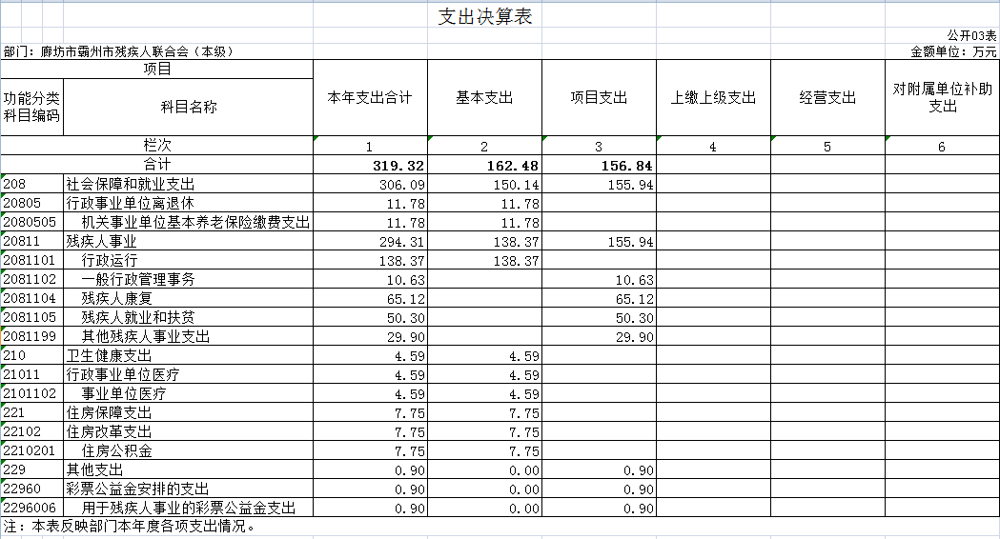 支出决算表
公开03表
部门：廊坊市霸州市残疾人联合会（本级） 金额单位：万元
项目 本年支出合计 基本支出 项目支出 上缴上级支出 经营支出 对附属单位补助支出
功能分类科目编码 科目名称
栏次 1 2 3 4 5 6
合计 319.32 162.48 156.84
208 社会保障和就业支出 306.09 150.14 155.94
20805 行政事业单位离退休 11.78 11.78
2080505 机关事业单位基本养老保险缴费支出 11.78 11.78
20811 残疾人事业 294.31 138.37 155.94
2081101 行政运行 138.37 138.37
2081102 一般行政管理事务 10.63 10.63
2081104 残疾人康复 65.12 65.12
2081105 残疾人就业和扶贫 50.30 50.30
2081199 其他残疾人事业支出 29.90 29.90
210 卫生健康支出 4.59 4.59
21011 行政事业单位医疗 4.59 4.59
2101102 事业单位医疗 4.59 4.59
221 住房保障支出 7.75 7.75
22102 住房改革支出 7.75 7.75
2210201 住房公积金 7.75 7.75
229 其他支出 0.90 0.00 0.90
22960 彩票公益金安排的支出 0.90 0.00 0.90
2296006 用于残疾人事业的彩票公益金支出 0.90 0.00 0.90
注：本表反映部门本年度各项支出情况。